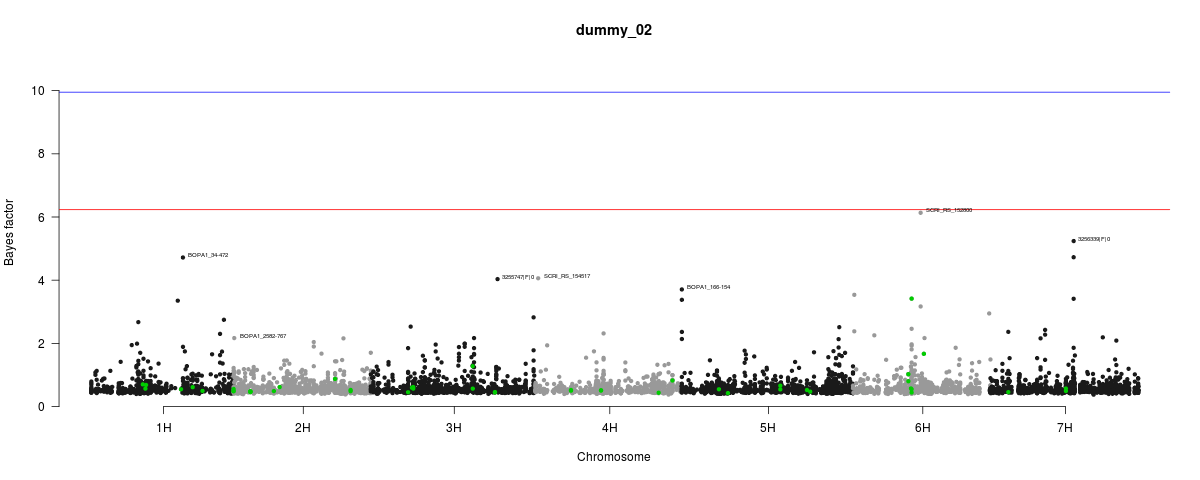 dummy_02
Bayes factor
10
8
6
4
2
0
SCRI_RS_152800
3256339|F|0
BOPA1_34-472
3255747|F|0
SCRI_RS_154517
BOPA1_166-154
BOPA1_2582-767
1H 2H 3H 4H 5H 6H 7H
Chromosome